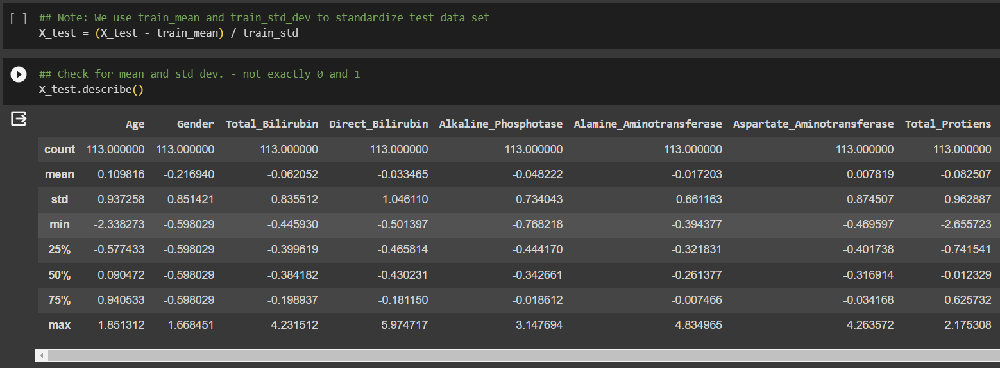 [ ] ## Note: We use train_mean and train_std_dev to standardize test data set
X_test = (X_test - train_mean) / train_std
## Check for mean and std dev. - not exactly 0 and 1
X_test.describe()
Age Gender Total_Bilirubin Direct_Bilirubin Alkaline_Phosphotase Alamine_Aminotransferase Aspartate_Aminotransferase Total_Protiens
count 113.000000 113.000000 113.000000 113.000000 113.000000 113.000000 113.000000 113.000000
mean 0.109816 -0.216940 -0.062052 -0.033465 -0.048222 -0.017203 0.007819 -0.082507
std 0.937258 0.851421 0.835512 1.046110 0.734043 0.661163 0.874507 0.962887
min -2.338273 -0.598029 -0.445930 -0.501397 -0.768218 -0.394377 -0.469597 -2.655723
25% -0.577433 -0.598029 -0.399619 -0.465814 -0.444170 -0.321831 -0.401738 -0.741541
50% 0.090472 -0.598029 -0.384182 -0.430231 -0.342661 -0.261377 -0.316914 -0.012329
75% 0.940533 -0.598029 -0.198937 -0.181150 -0.018612 -0.007466 -0.034168 0.625732
max 1.851312 1.668451 4.231512 5.974717 3.147694 4.834965 4.263572 2.175308